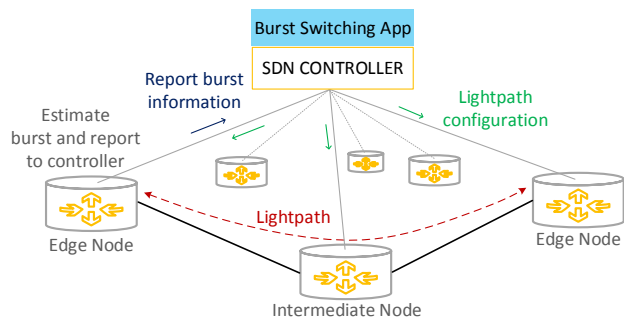 Burst Switching App
SDN CONTROLLER
Report burst
information
Lightpath
configuration
Estimate
burst and report
to controller
Lightpath
Edge Node
Edge Node
Intermediate Node